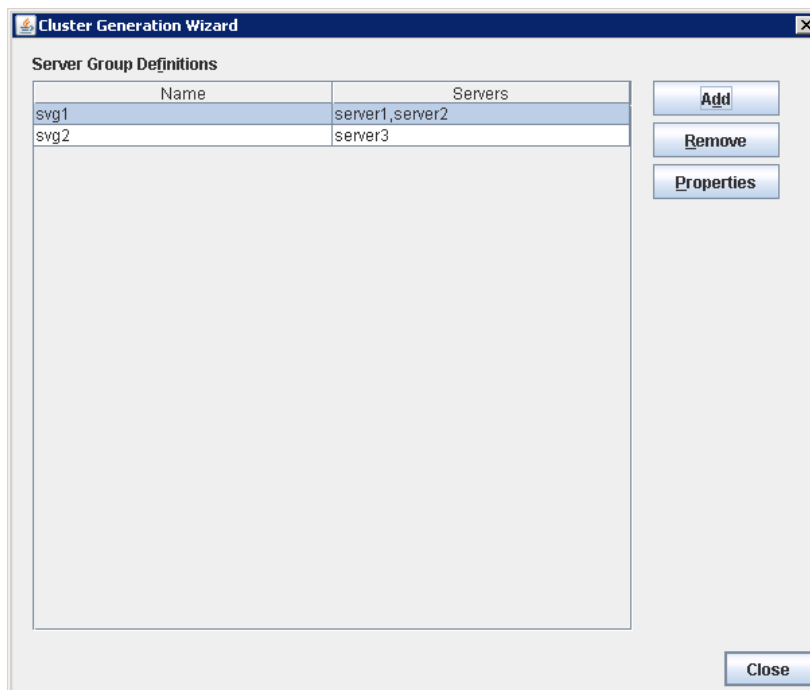 Cluster Generation Wizard
Server Group Definitions
Name Servers
svg1 server1,server2
svg2 server3
Add
Remove
Properties
Close